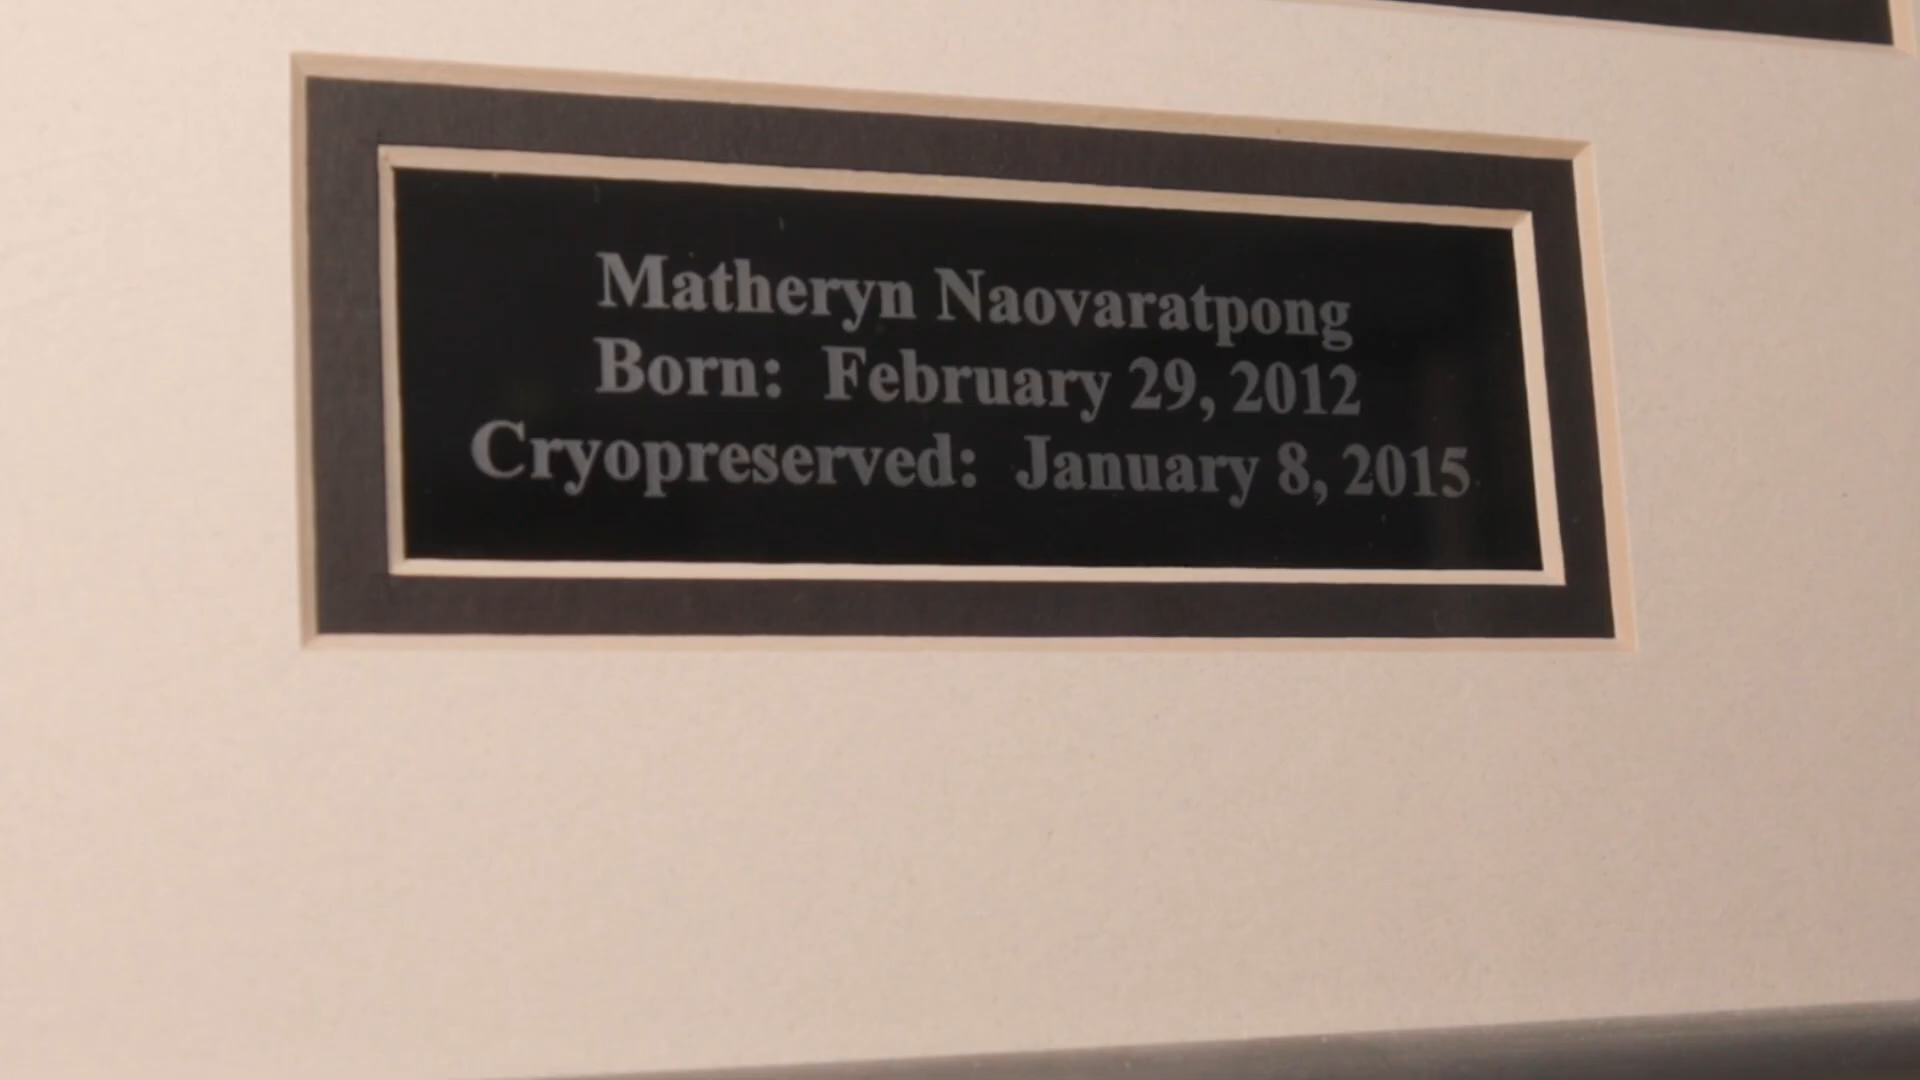 Matheryn Naovaratpong
Born: February 29, 2012
Cryopreserved: January 8, 2015